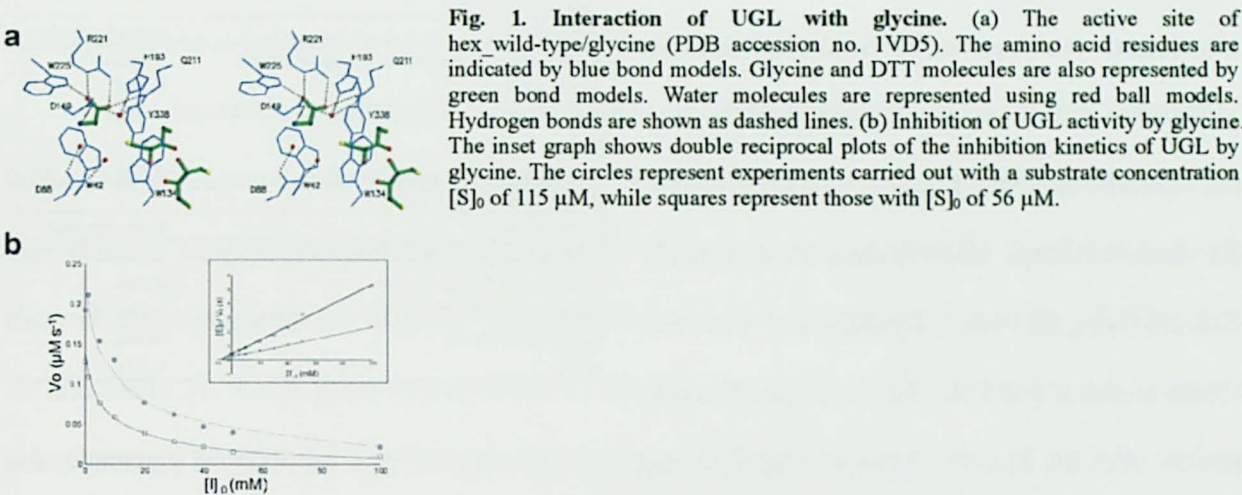 Fig. 1. Interaction of UGL with glycine. (a) The active site of
hex_wild-type/glycine (PDB accession no. 1VD5). The amino acid residues are
indicated by blue bond models. Glycine and DTT molecules are also represented by
green bond models. Water molecules are represented using red ball models.
Hydrogen bonds are shown as dashed lines. (b) Inhibition of UGL activity by glycine.
The inset graph shows double reciprocal plots of the inhibition kinetics of UGL by
glycine. The circles represent experiments carried out with a substrate concentration
[S]₀ of 115 µM, while squares represent those with [S]₀ of 56 µM.
a
R221 R221
W225 H193 Q211 W225 H193 Q211
D149 Y338 D149 Y338
D88 W42 W134 D88 W42 W134
b
0.25
0.2
0.15
0.1
0.05
0
Vo (µM s⁻¹)
0 20 40 60 80 100
[I]₀ (mM)
[I]₀ (mM)